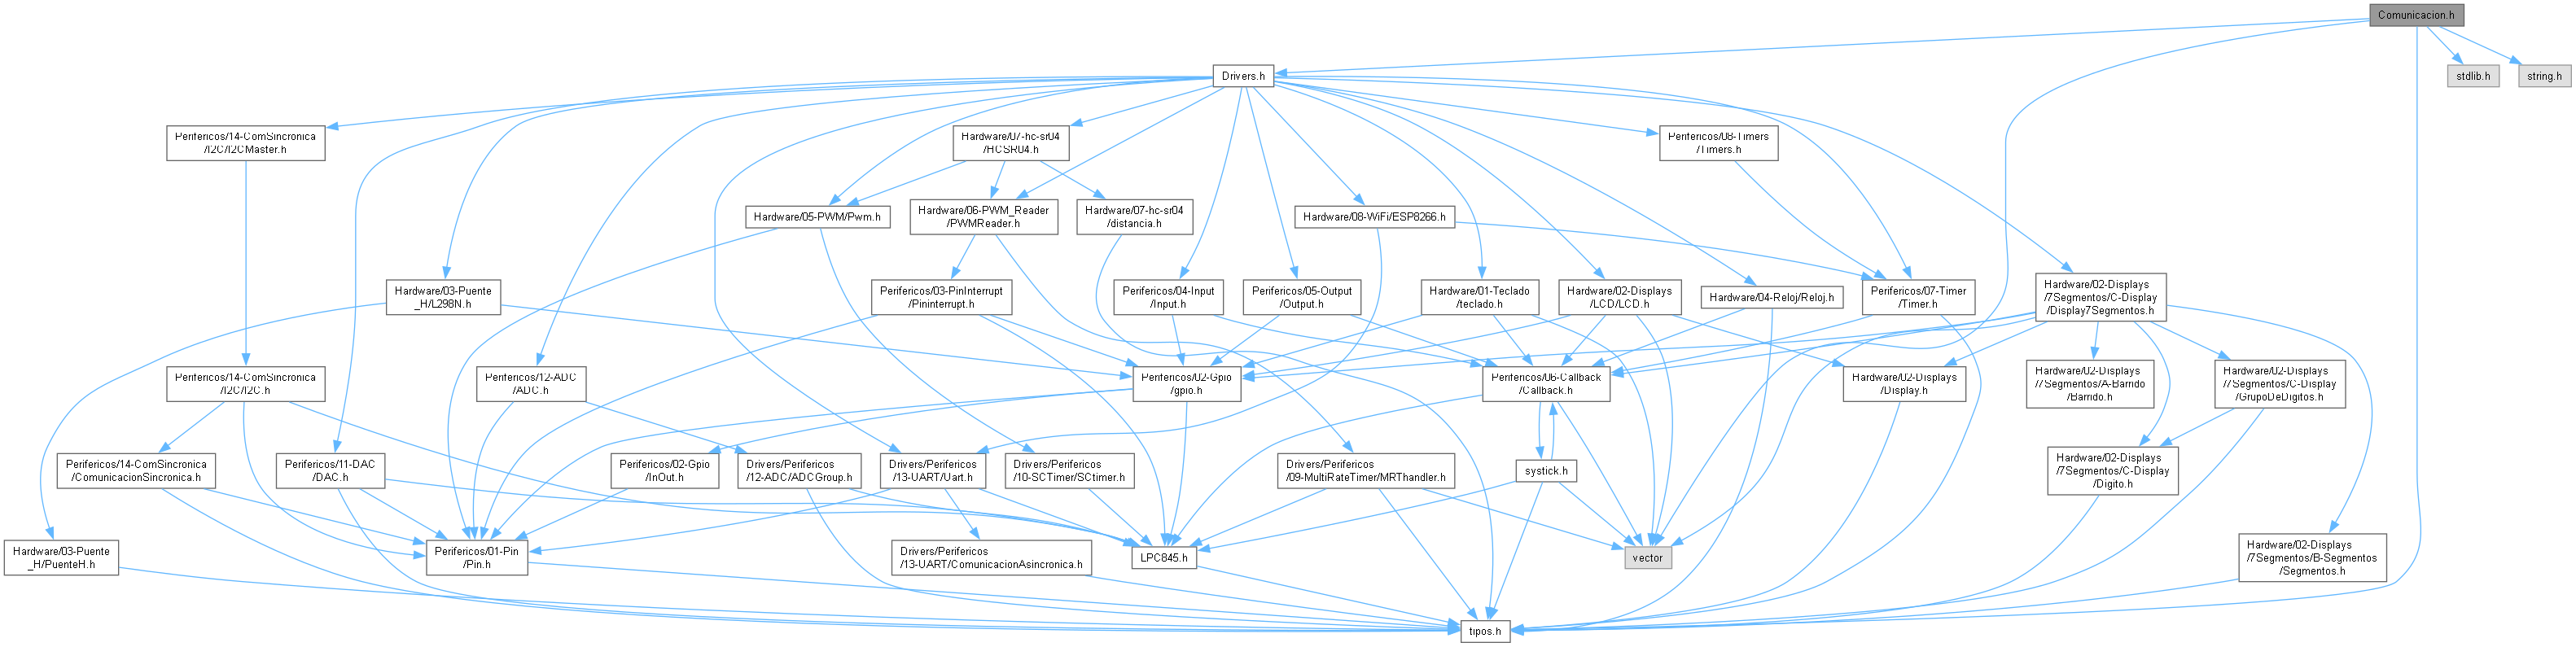 Comunicacion.h
Drivers.h
stdlib.h
string.h
Perifericos/14-ComSincronica
/I2C/I2CMaster.h
Hardware/07-hc-sr04
/HCSR04.h
Perifericos/08-Timers
/Timers.h
Hardware/05-PWM/Pwm.h
Hardware/06-PWM_Reader
/PWMReader.h
Hardware/07-hc-sr04
/distancia.h
Hardware/08-WiFi/ESP8266.h
Hardware/03-Puente
_H/L298N.h
Perifericos/03-PinInterrupt
/Pininterrupt.h
Perifericos/04-Input
/Input.h
Perifericos/05-Output
/Output.h
Hardware/01-Teclado
/teclado.h
Hardware/02-Displays
/LCD/LCD.h
Hardware/04-Reloj/Reloj.h
Perifericos/07-Timer
/Timer.h
Hardware/02-Displays
/7Segmentos/C-Display
/Display7Segmentos.h
Perifericos/14-ComSincronica
/I2C/I2C.h
Perifericos/12-ADC
/ADC.h
Perifericos/02-Gpio
/gpio.h
Perifericos/06-Callback
/Callback.h
Hardware/02-Displays
/Display.h
Hardware/02-Displays
/7Segmentos/A-Barrido
/Barrido.h
Hardware/02-Displays
/7Segmentos/C-Display
/GrupoDeDigitos.h
Perifericos/14-ComSincronica
/ComunicacionSincronica.h
Perifericos/11-DAC
/DAC.h
Perifericos/02-Gpio
/InOut.h
Drivers/Perifericos
/12-ADC/ADCGroup.h
Drivers/Perifericos
/13-UART/Uart.h
Drivers/Perifericos
/10-SCTimer/SCtimer.h
Drivers/Perifericos
/09-MultiRateTimer/MRThandler.h
systick.h
Hardware/02-Displays
/7Segmentos/C-Display
/Digito.h
Hardware/03-Puente
_H/PuenteH.h
Perifericos/01-Pin
/Pin.h
Drivers/Perifericos
/13-UART/ComunicacionAsincronica.h
LPC845.h
vector
Hardware/02-Displays
/7Segmentos/B-Segmentos
/Segmentos.h
tipos.h